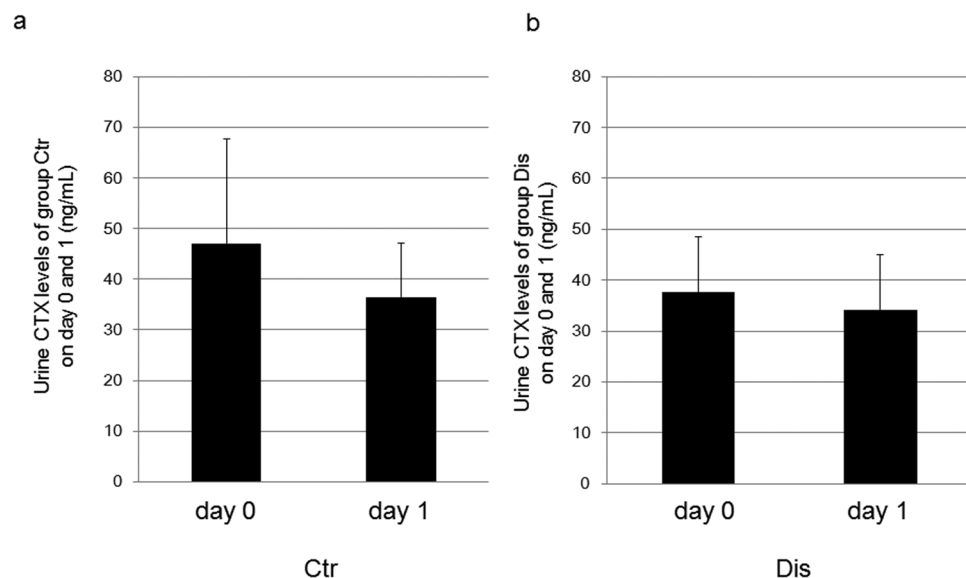 a
Urine CTX levels of group Ctr
on day 0 and 1 (ng/mL)
80
70
60
50
40
30
20
10
0
day 0
day 1
Ctr
b
Urine CTX levels of group Dis
on day 0 and 1 (ng/mL)
80
70
60
50
40
30
20
10
0
day 0
day 1
Dis